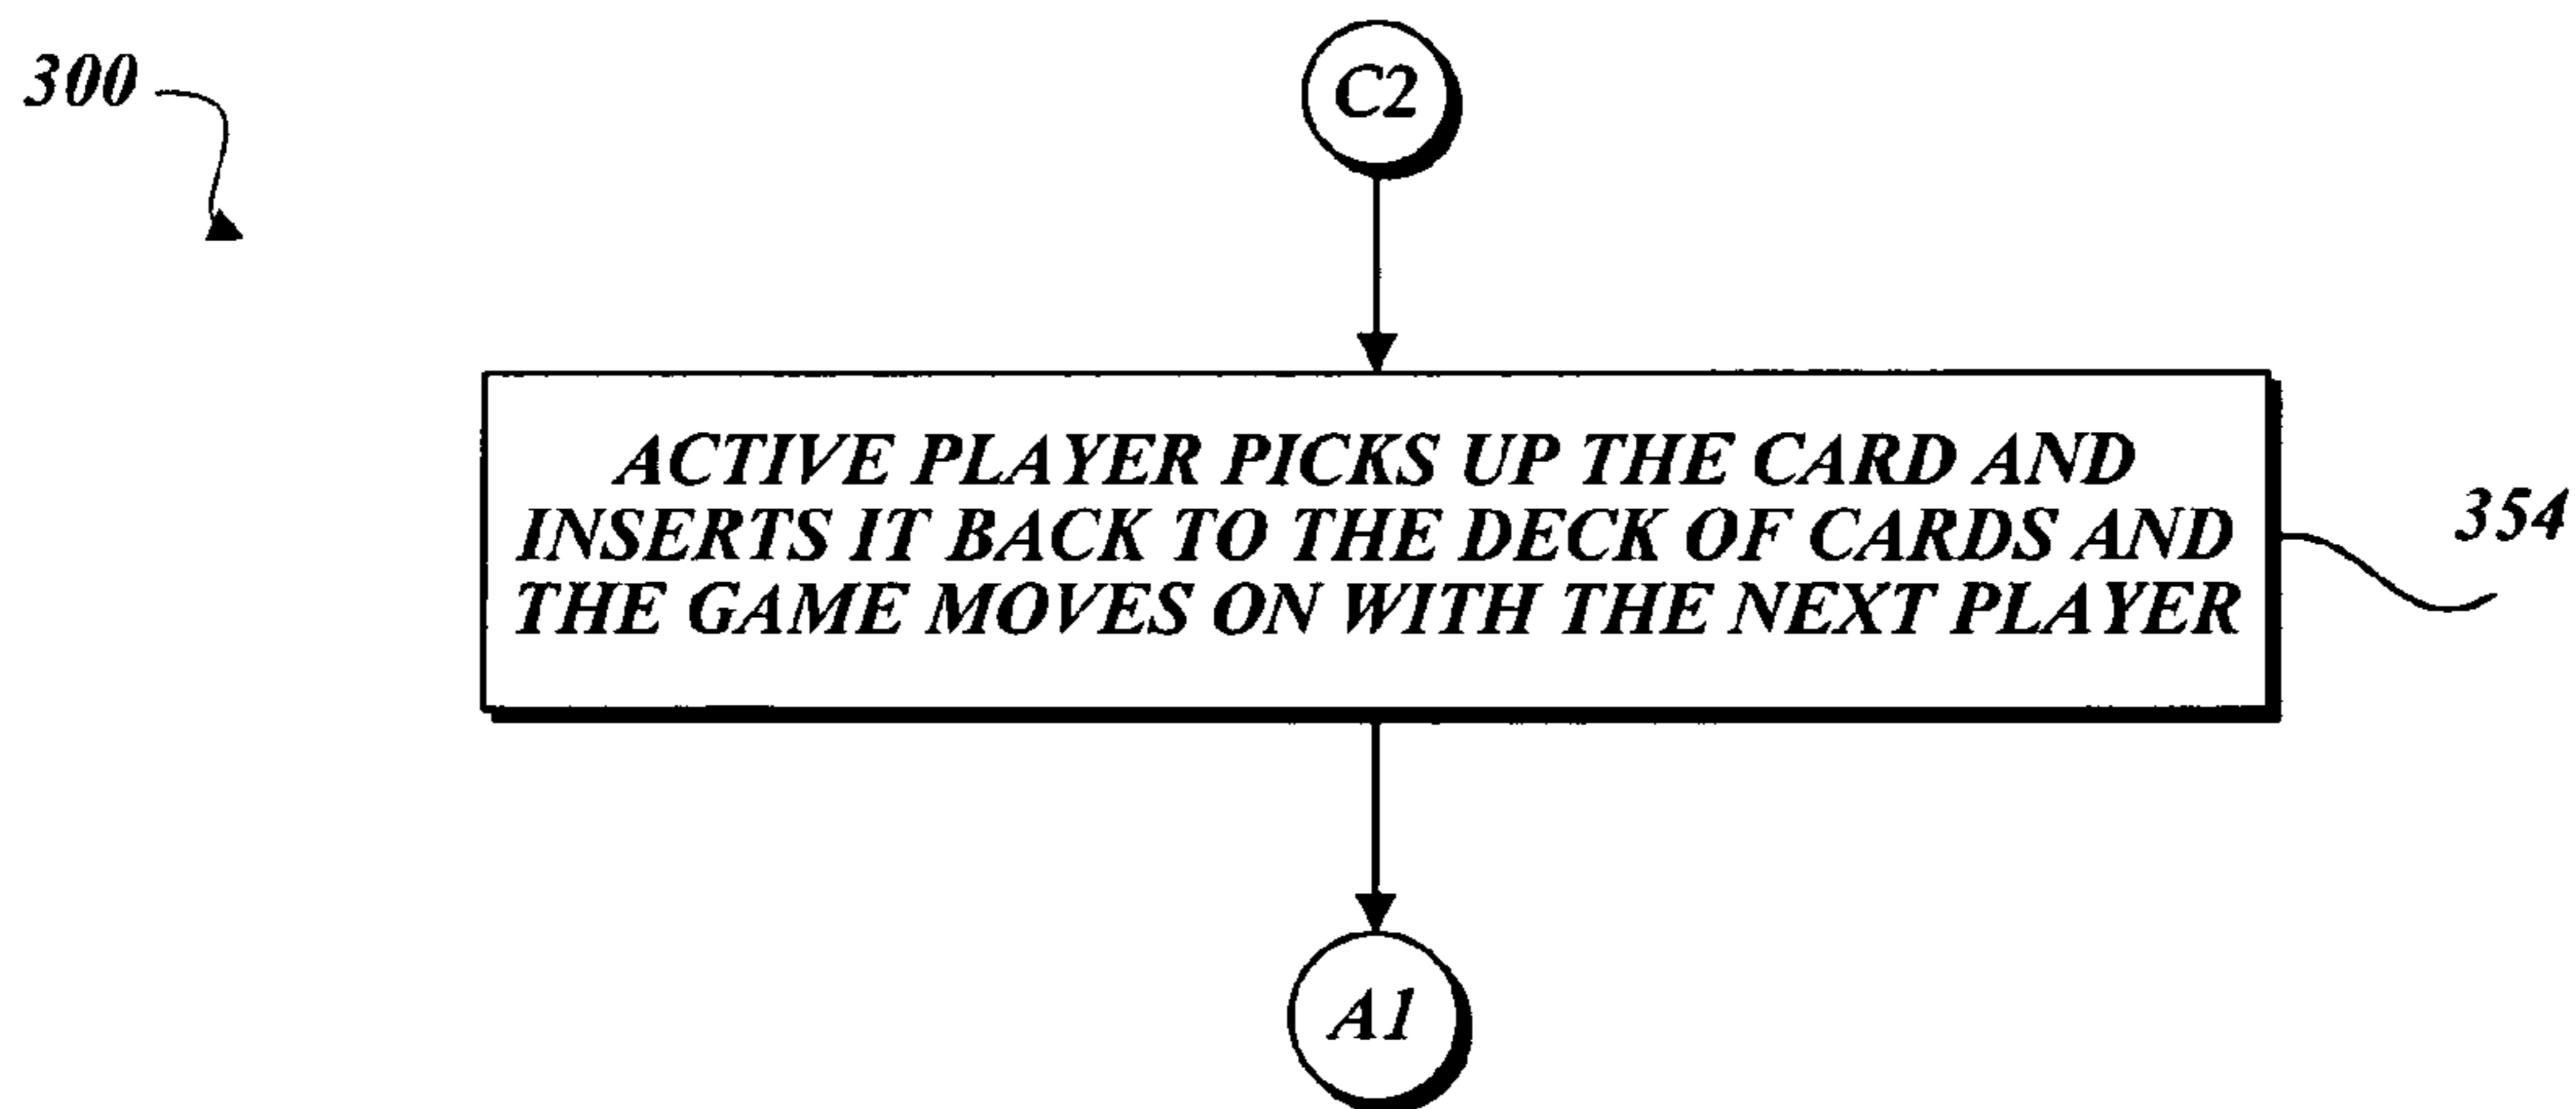 300
C2
ACTIVE PLAYER PICKS UP THE CARD AND
INSERTS IT BACK TO THE DECK OF CARDS AND
THE GAME MOVES ON WITH THE NEXT PLAYER
354
A1